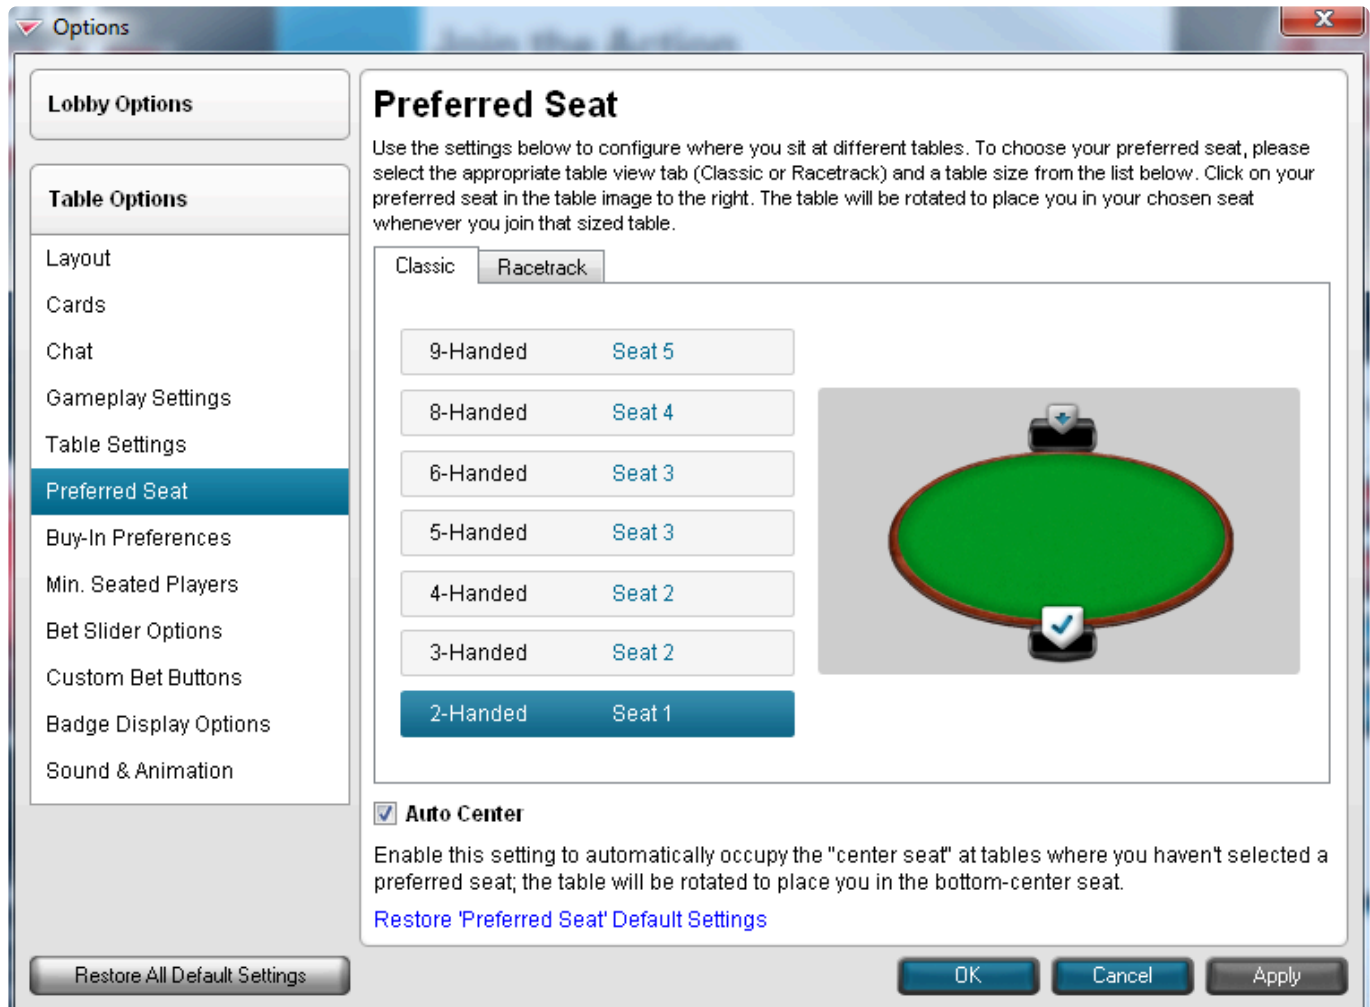 Options
Join the Action
Lobby Options
Table Options
Layout
Cards
Chat
Gameplay Settings
Table Settings
Preferred Seat
Buy-In Preferences
Min. Seated Players
Bet Slider Options
Custom Bet Buttons
Badge Display Options
Sound & Animation
Restore All Default Settings
Preferred Seat
Use the settings below to configure where you sit at different tables. To choose your preferred seat, please
select the appropriate table view tab (Classic or Racetrack) and a table size from the list below. Click on your
preferred seat in the table image to the right. The table will be rotated to place you in your chosen seat
whenever you join that sized table.
Classic Racetrack
9-Handed Seat 5
8-Handed Seat 4
6-Handed Seat 3
5-Handed Seat 3
4-Handed Seat 2
3-Handed Seat 2
2-Handed Seat 1
Auto Center
Enable this setting to automatically occupy the "center seat" at tables where you haven't selected a
preferred seat; the table will be rotated to place you in the bottom-center seat.
Restore 'Preferred Seat' Default Settings
OK Cancel Apply